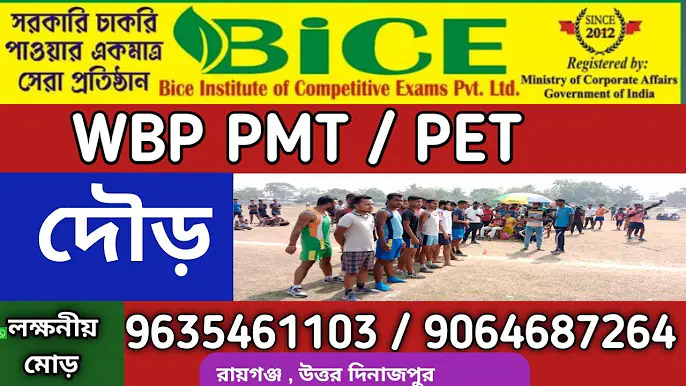 সরকারি চাকরি
পাওয়ার একমাত্র
সেরা প্রতিষ্ঠান
BiCE
Bice Institute of Competitive Exams Pvt. Ltd.
SINCE
2012
Registered by:
Ministry of Corporate Affairs
Government of India
WBP PMT / PET
দৌড়
লক্ষনীয়
মোড়
9635461103 / 9064687264
রায়গঞ্জ , উত্তর দিনাজপুর